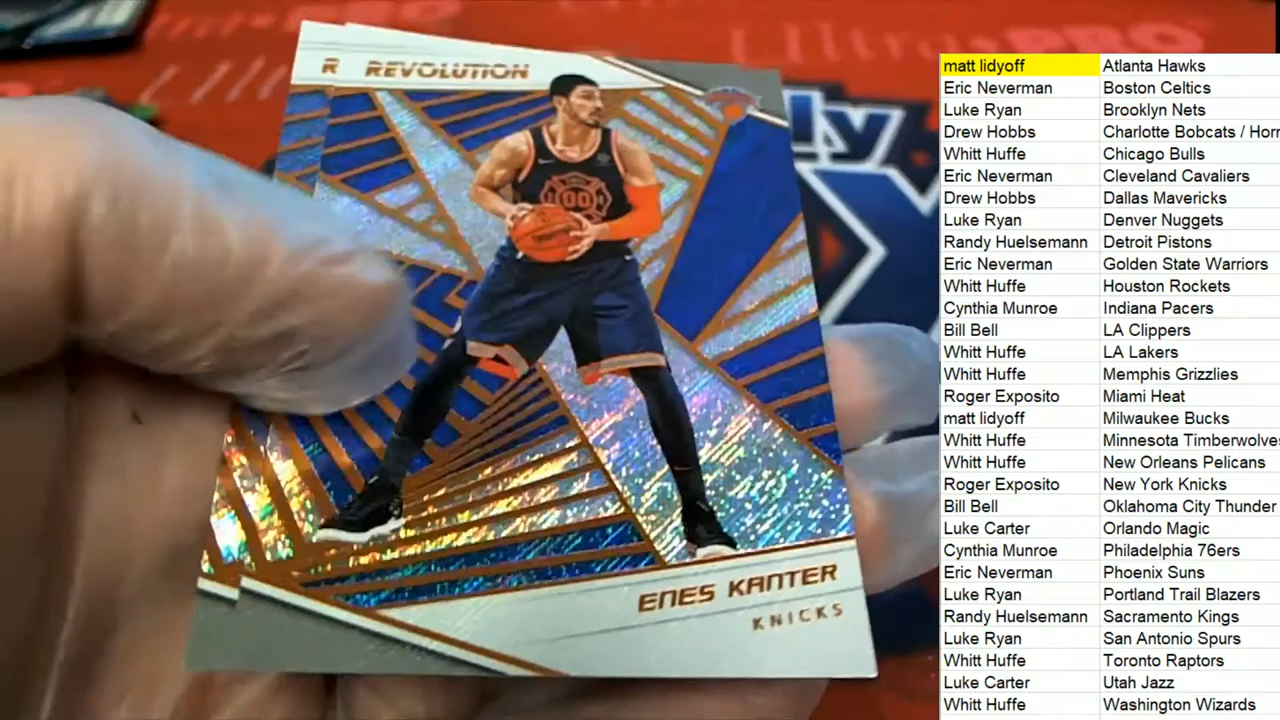 R REVOLUTION
00
ENES KANTER
KNICKS
ly
PRO
matt lidyoff Atlanta Hawks
Eric Neverman Boston Celtics
Luke Ryan Brooklyn Nets
Drew Hobbs Charlotte Bobcats / Horn
Whitt Huffe Chicago Bulls
Eric Neverman Cleveland Cavaliers
Drew Hobbs Dallas Mavericks
Luke Ryan Denver Nuggets
Randy Huelsemann Detroit Pistons
Eric Neverman Golden State Warriors
Whitt Huffe Houston Rockets
Cynthia Munroe Indiana Pacers
Bill Bell LA Clippers
Whitt Huffe LA Lakers
Whitt Huffe Memphis Grizzlies
Roger Exposito Miami Heat
matt lidyoff Milwaukee Bucks
Whitt Huffe Minnesota Timberwolves
Whitt Huffe New Orleans Pelicans
Roger Exposito New York Knicks
Bill Bell Oklahoma City Thunder
Luke Carter Orlando Magic
Cynthia Munroe Philadelphia 76ers
Eric Neverman Phoenix Suns
Luke Ryan Portland Trail Blazers
Randy Huelsemann Sacramento Kings
Luke Ryan San Antonio Spurs
Whitt Huffe Toronto Raptors
Luke Carter Utah Jazz
Whitt Huffe Washington Wizards